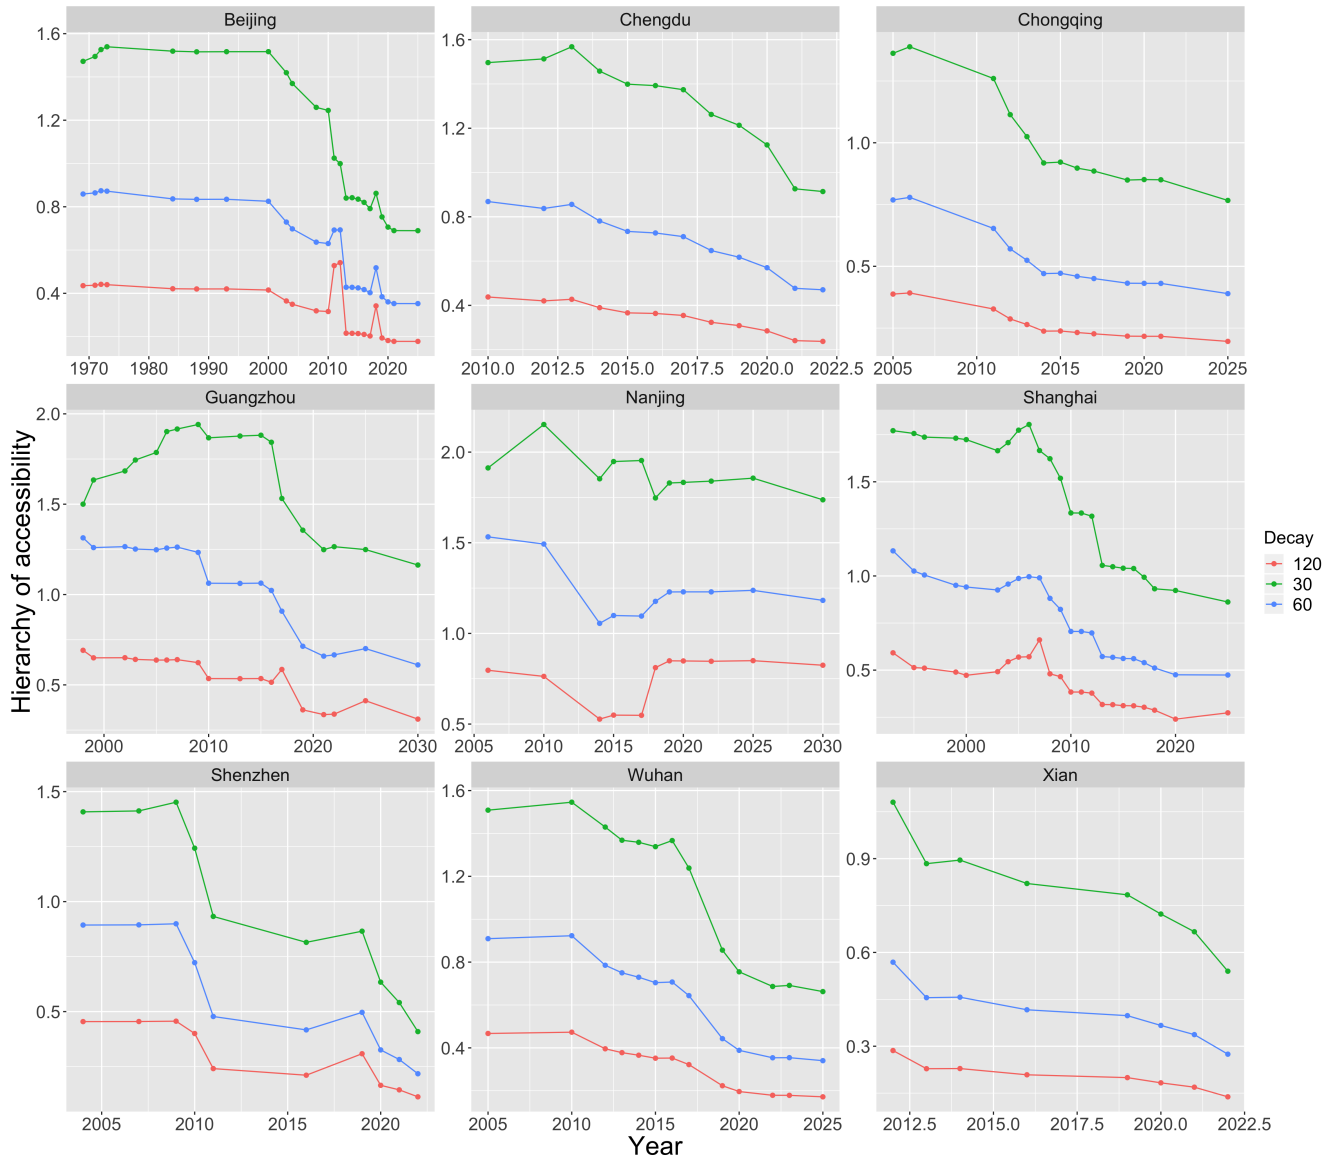 Beijing
Chengdu
Chongqing
1.6
1.2
0.8
0.4
1970 1980 1990 2000 2010 2020
1.6
1.2
0.8
0.4
2010.0 2012.5 2015.0 2017.5 2020.0 2022.5
1.0
0.5
2005 2010 2015 2020 2025
Guangzhou
Nanjing
Shanghai
2.0
1.5
1.0
0.5
2000 2010 2020 2030
2.0
1.5
1.0
0.5
2005 2010 2015 2020 2025 2030
1.5
1.0
0.5
2000 2010 2020
Shenzhen
Wuhan
Xian
1.5
1.0
0.5
2005 2010 2015 2020
1.6
1.2
0.8
0.4
2005 2010 2015 2020 2025
0.9
0.6
0.3
2012.5 2015.0 2017.5 2020.0 2022.5
Hierarchy of accessibility
Year
Decay
120
30
60